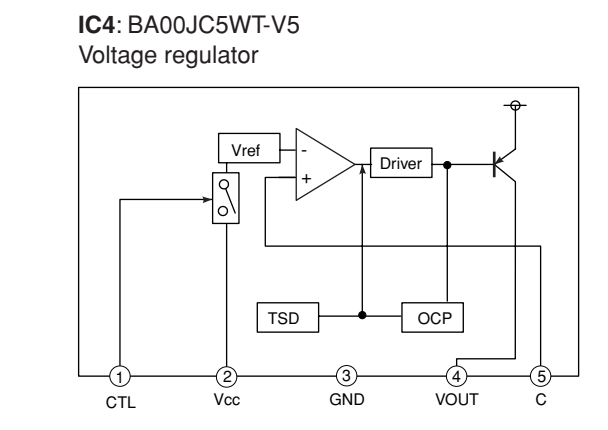 IC4: BA00JC5WT-V5
Voltage regulator
Vref
-
+
Driver
TSD
OCP
1
2
3
4
5
CTL
Vcc
GND
VOUT
C